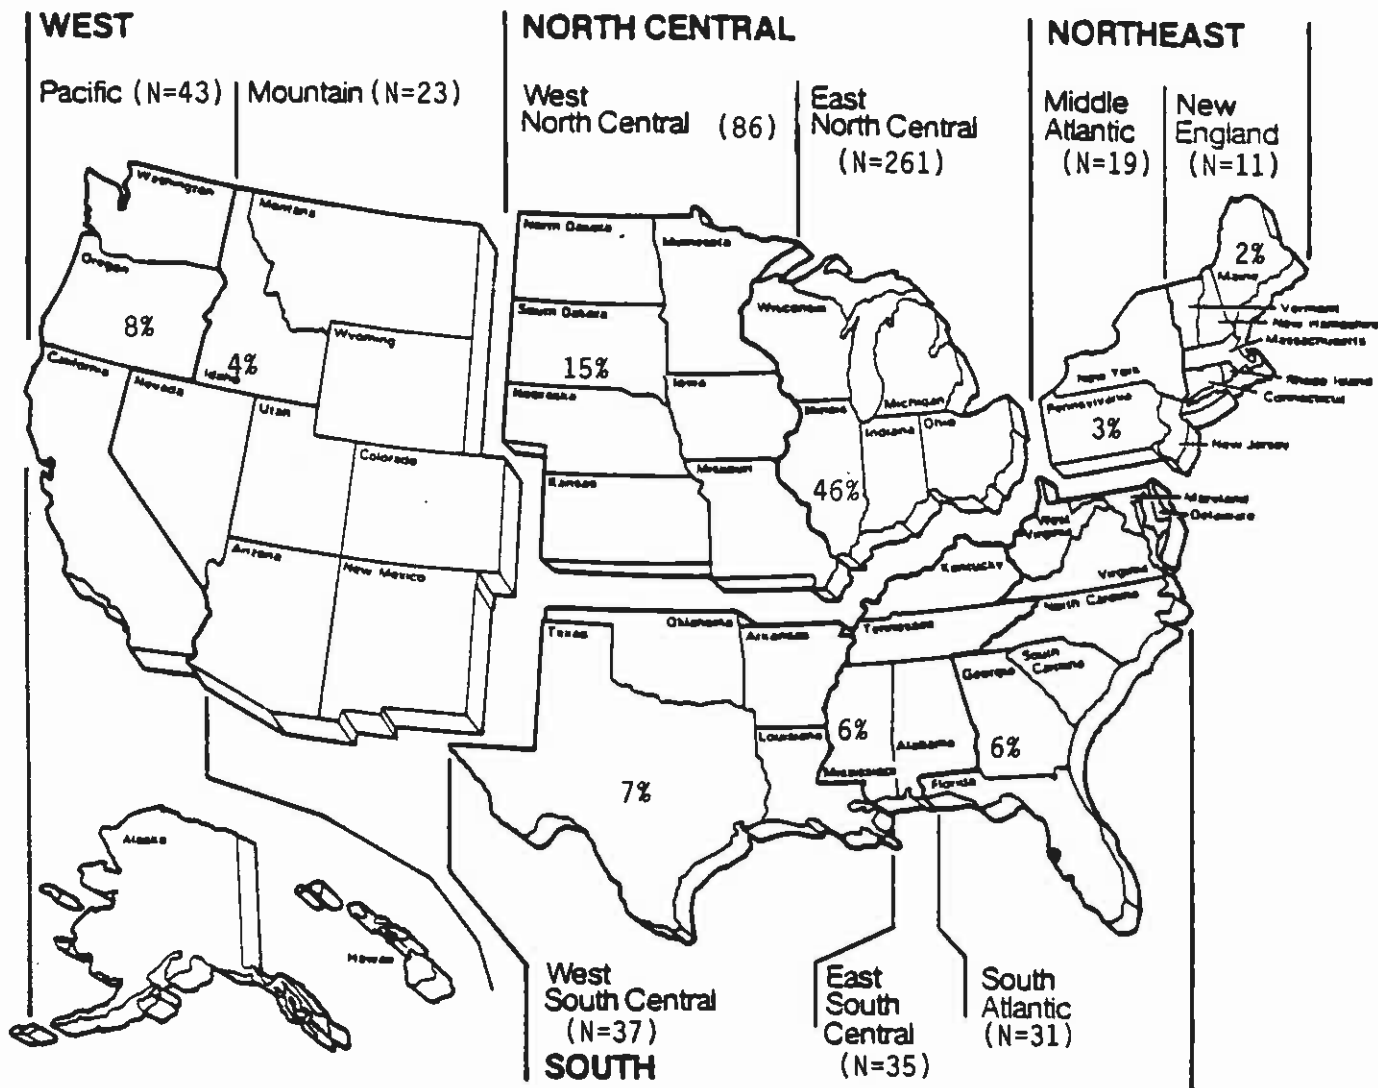 WEST
NORTH CENTRAL
NORTHEAST
Pacific (N=43)
Mountain (N=23)
West
North Central (86)
East
North Central
(N=261)
Middle
Atlantic
(N=19)
New
England
(N=11)
Washington
Montana
Oregon
8%
Idaho
4%
Wyoming
California
Nevada
Utah
Colorado
Arizona
New Mexico
North Dakota
Minnesota
South Dakota
15%
Nebraska
Iowa
Kansas
Missouri
Wisconsin
Michigan
Illinois
Indiana
Ohio
46%
2%
Maine
Vermont
New Hampshire
Massachusetts
Rhode Island
Connecticut
New York
Pennsylvania
3%
New Jersey
Maryland
Delaware
West
Virginia
Virginia
Kentucky
North Carolina
Tennessee
South
Carolina
Georgia
6%
Texas
Oklahoma
Arkansas
Louisiana
6%
Mississippi
Alabama
Florida
7%
Alaska
Hawaii
West
South Central
(N=37)
SOUTH
East
South
Central
(N=35)
South
Atlantic
(N=31)